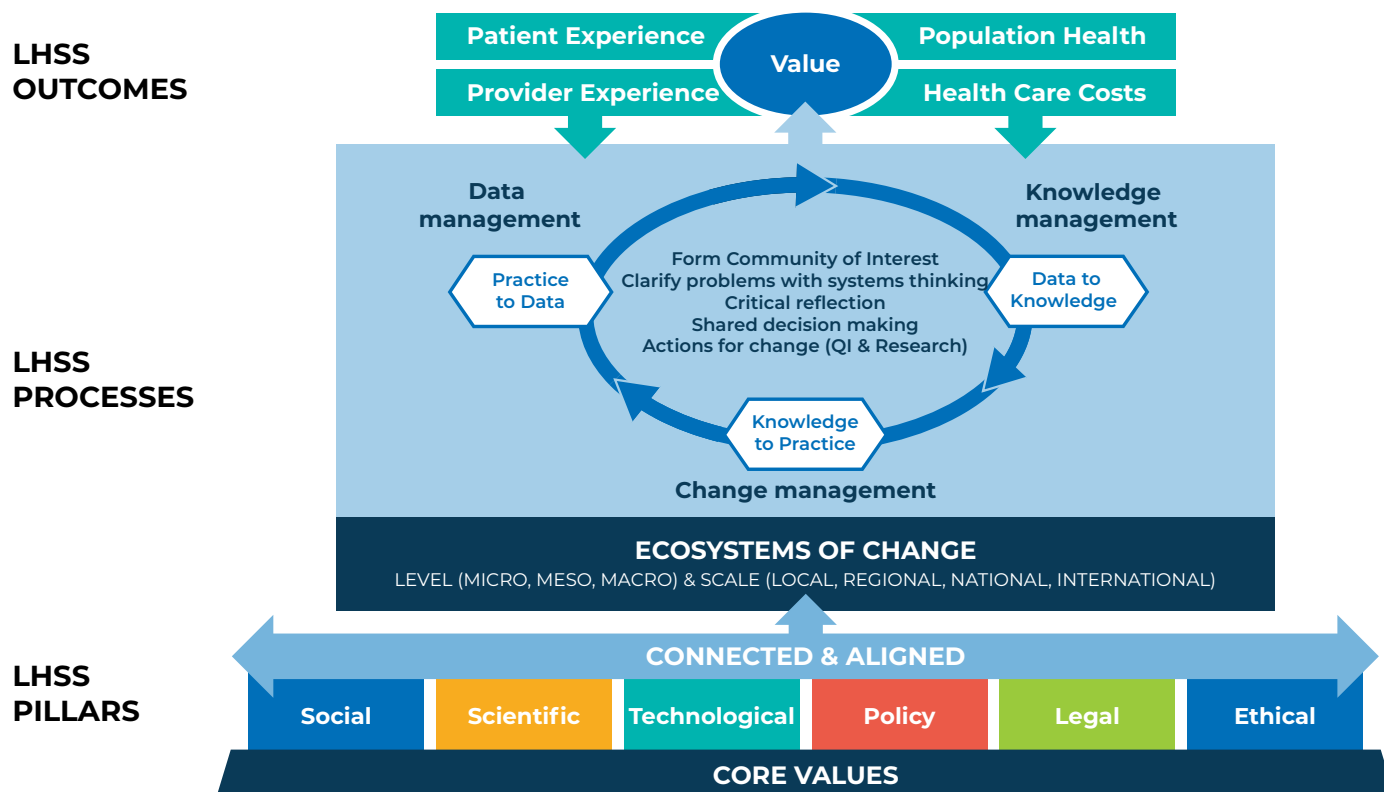 LHSS
OUTCOMES
Patient Experience
Population Health
Value
Provider Experience
Health Care Costs
LHSS
PROCESSES
Data
management
Knowledge
management
Practice
to Data
Form Community of Interest
Clarify problems with systems thinking
Critical reflection
Shared decision making
Actions for change (QI & Research)
Data to
Knowledge
Knowledge
to Practice
Change management
ECOSYSTEMS OF CHANGE
LEVEL (MICRO, MESO, MACRO) & SCALE (LOCAL, REGIONAL, NATIONAL, INTERNATIONAL)
LHSS
PILLARS
CONNECTED & ALIGNED
Social
Scientific
Technological
Policy
Legal
Ethical
CORE VALUES